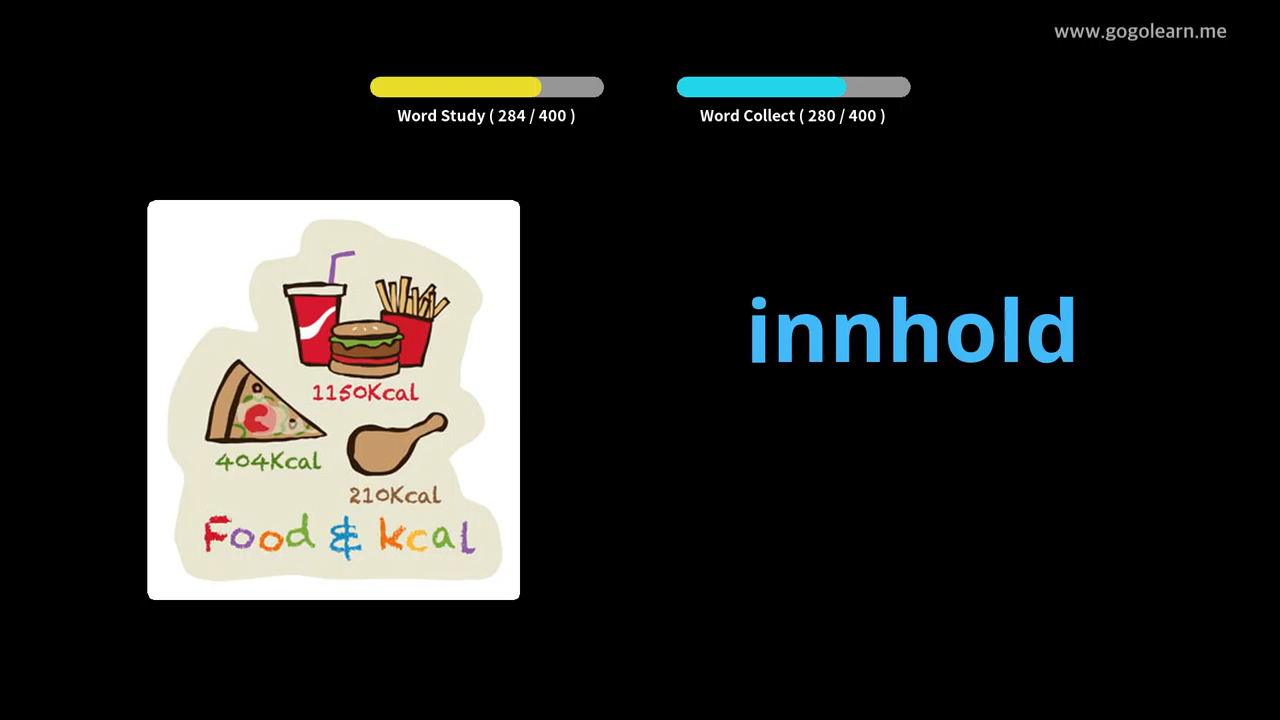 www.gogolearn.me
Word Study ( 284 / 400 )
Word Collect ( 280 / 400 )
innhold
1150Kcal
404Kcal
210Kcal
Food & kcal